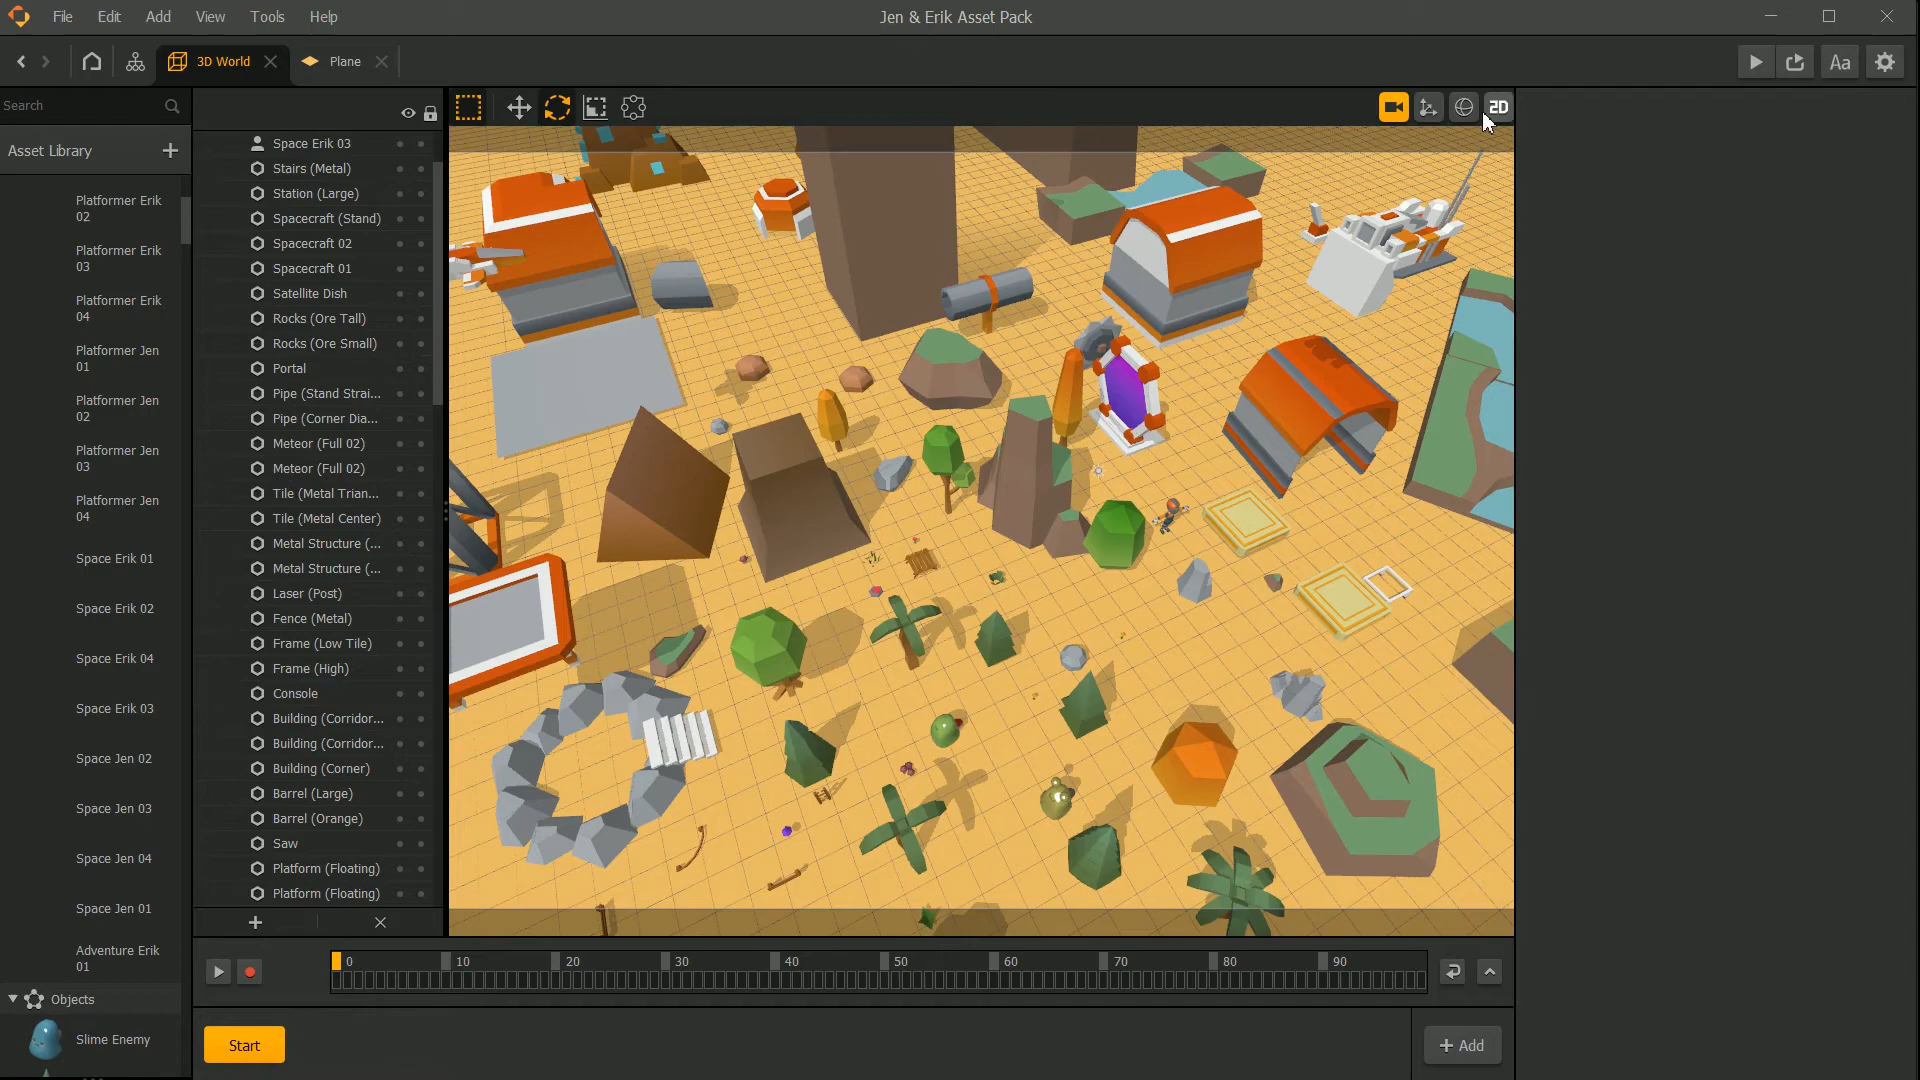 File Edit Add View Tools Help
Jen & Erik Asset Pack
3D World
Plane
Aa
Search
2D
Asset Library
Platformer Erik
02
Platformer Erik
03
Platformer Erik
04
Platformer Jen
01
Platformer Jen
02
Platformer Jen
03
Platformer Jen
04
Space Erik 01
Space Erik 02
Space Erik 04
Space Erik 03
Space Jen 02
Space Jen 03
Space Jen 04
Space Jen 01
Adventure Erik
01
Objects
Slime Enemy
Space Erik 03
Stairs (Metal)
Station (Large)
Spacecraft (Stand)
Spacecraft 02
Spacecraft 01
Satellite Dish
Rocks (Ore Tall)
Rocks (Ore Small)
Portal
Pipe (Stand Strai...
Pipe (Corner Dia...
Meteor (Full 02)
Meteor (Full 02)
Tile (Metal Trian...
Tile (Metal Center)
Metal Structure (...
Metal Structure (...
Laser (Post)
Fence (Metal)
Frame (Low Tile)
Frame (High)
Console
Building (Corridor...
Building (Corridor...
Building (Corner)
Barrel (Large)
Barrel (Orange)
Saw
Platform (Floating)
Platform (Floating)
0 10 20 30 40 50 60 70 80 90
Start
Add